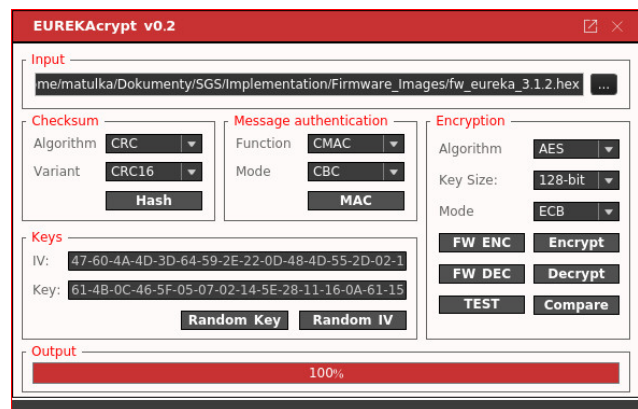 EUREKAcrypt v0.2
Input
ome/matulka/Dokumenty/SGS/Implementation/Firmware_Images/fw_eureka_3.1.2.hex ...
Checksum
Algorithm CRC
Variant CRC16
Hash
Message authentication
Function CMAC
Mode CBC
MAC
Encryption
Algorithm AES
Key Size: 128-bit
Mode ECB
FW ENC Encrypt
FW DEC Decrypt
TEST Compare
Keys
IV: 47-60-4A-4D-3D-64-59-2E-22-0D-48-4D-55-2D-02-1
Key: 61-4B-0C-46-5F-05-07-02-14-5E-28-11-16-0A-61-15
Random Key Random IV
Output
100%